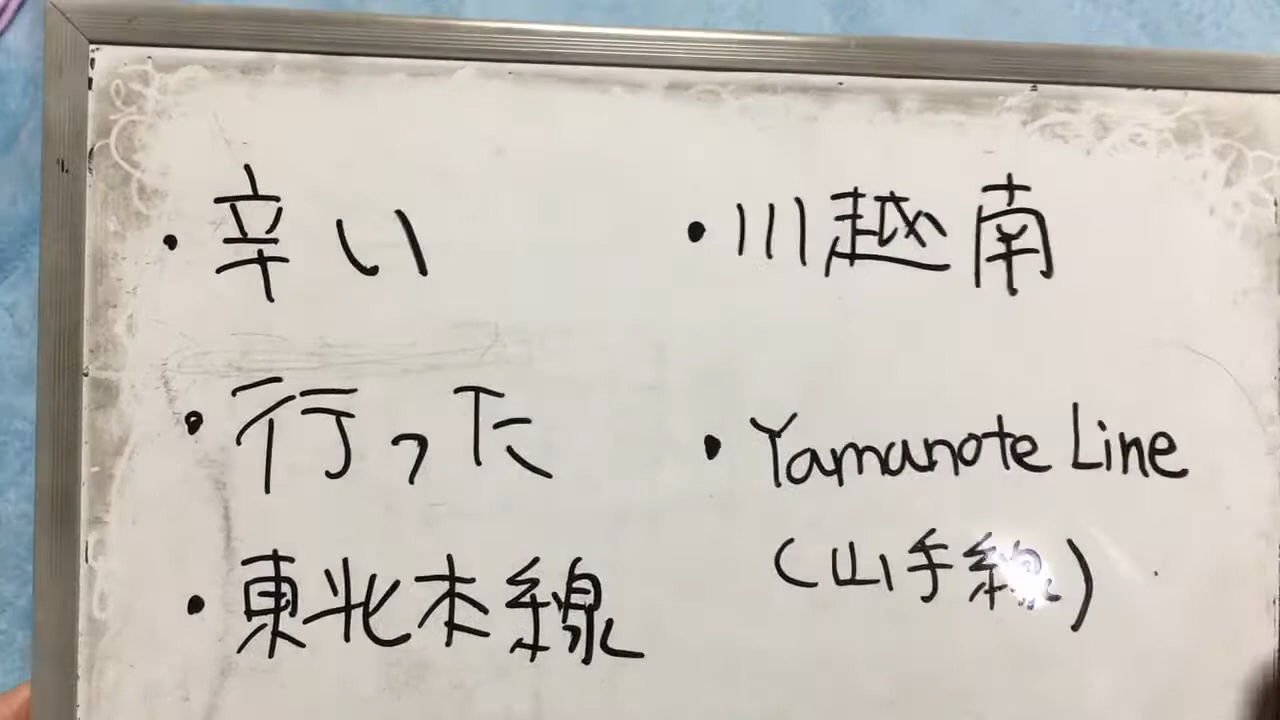 ・辛い
・行った
・東北本線
・川越南
・Yamanote Line
(山手線)